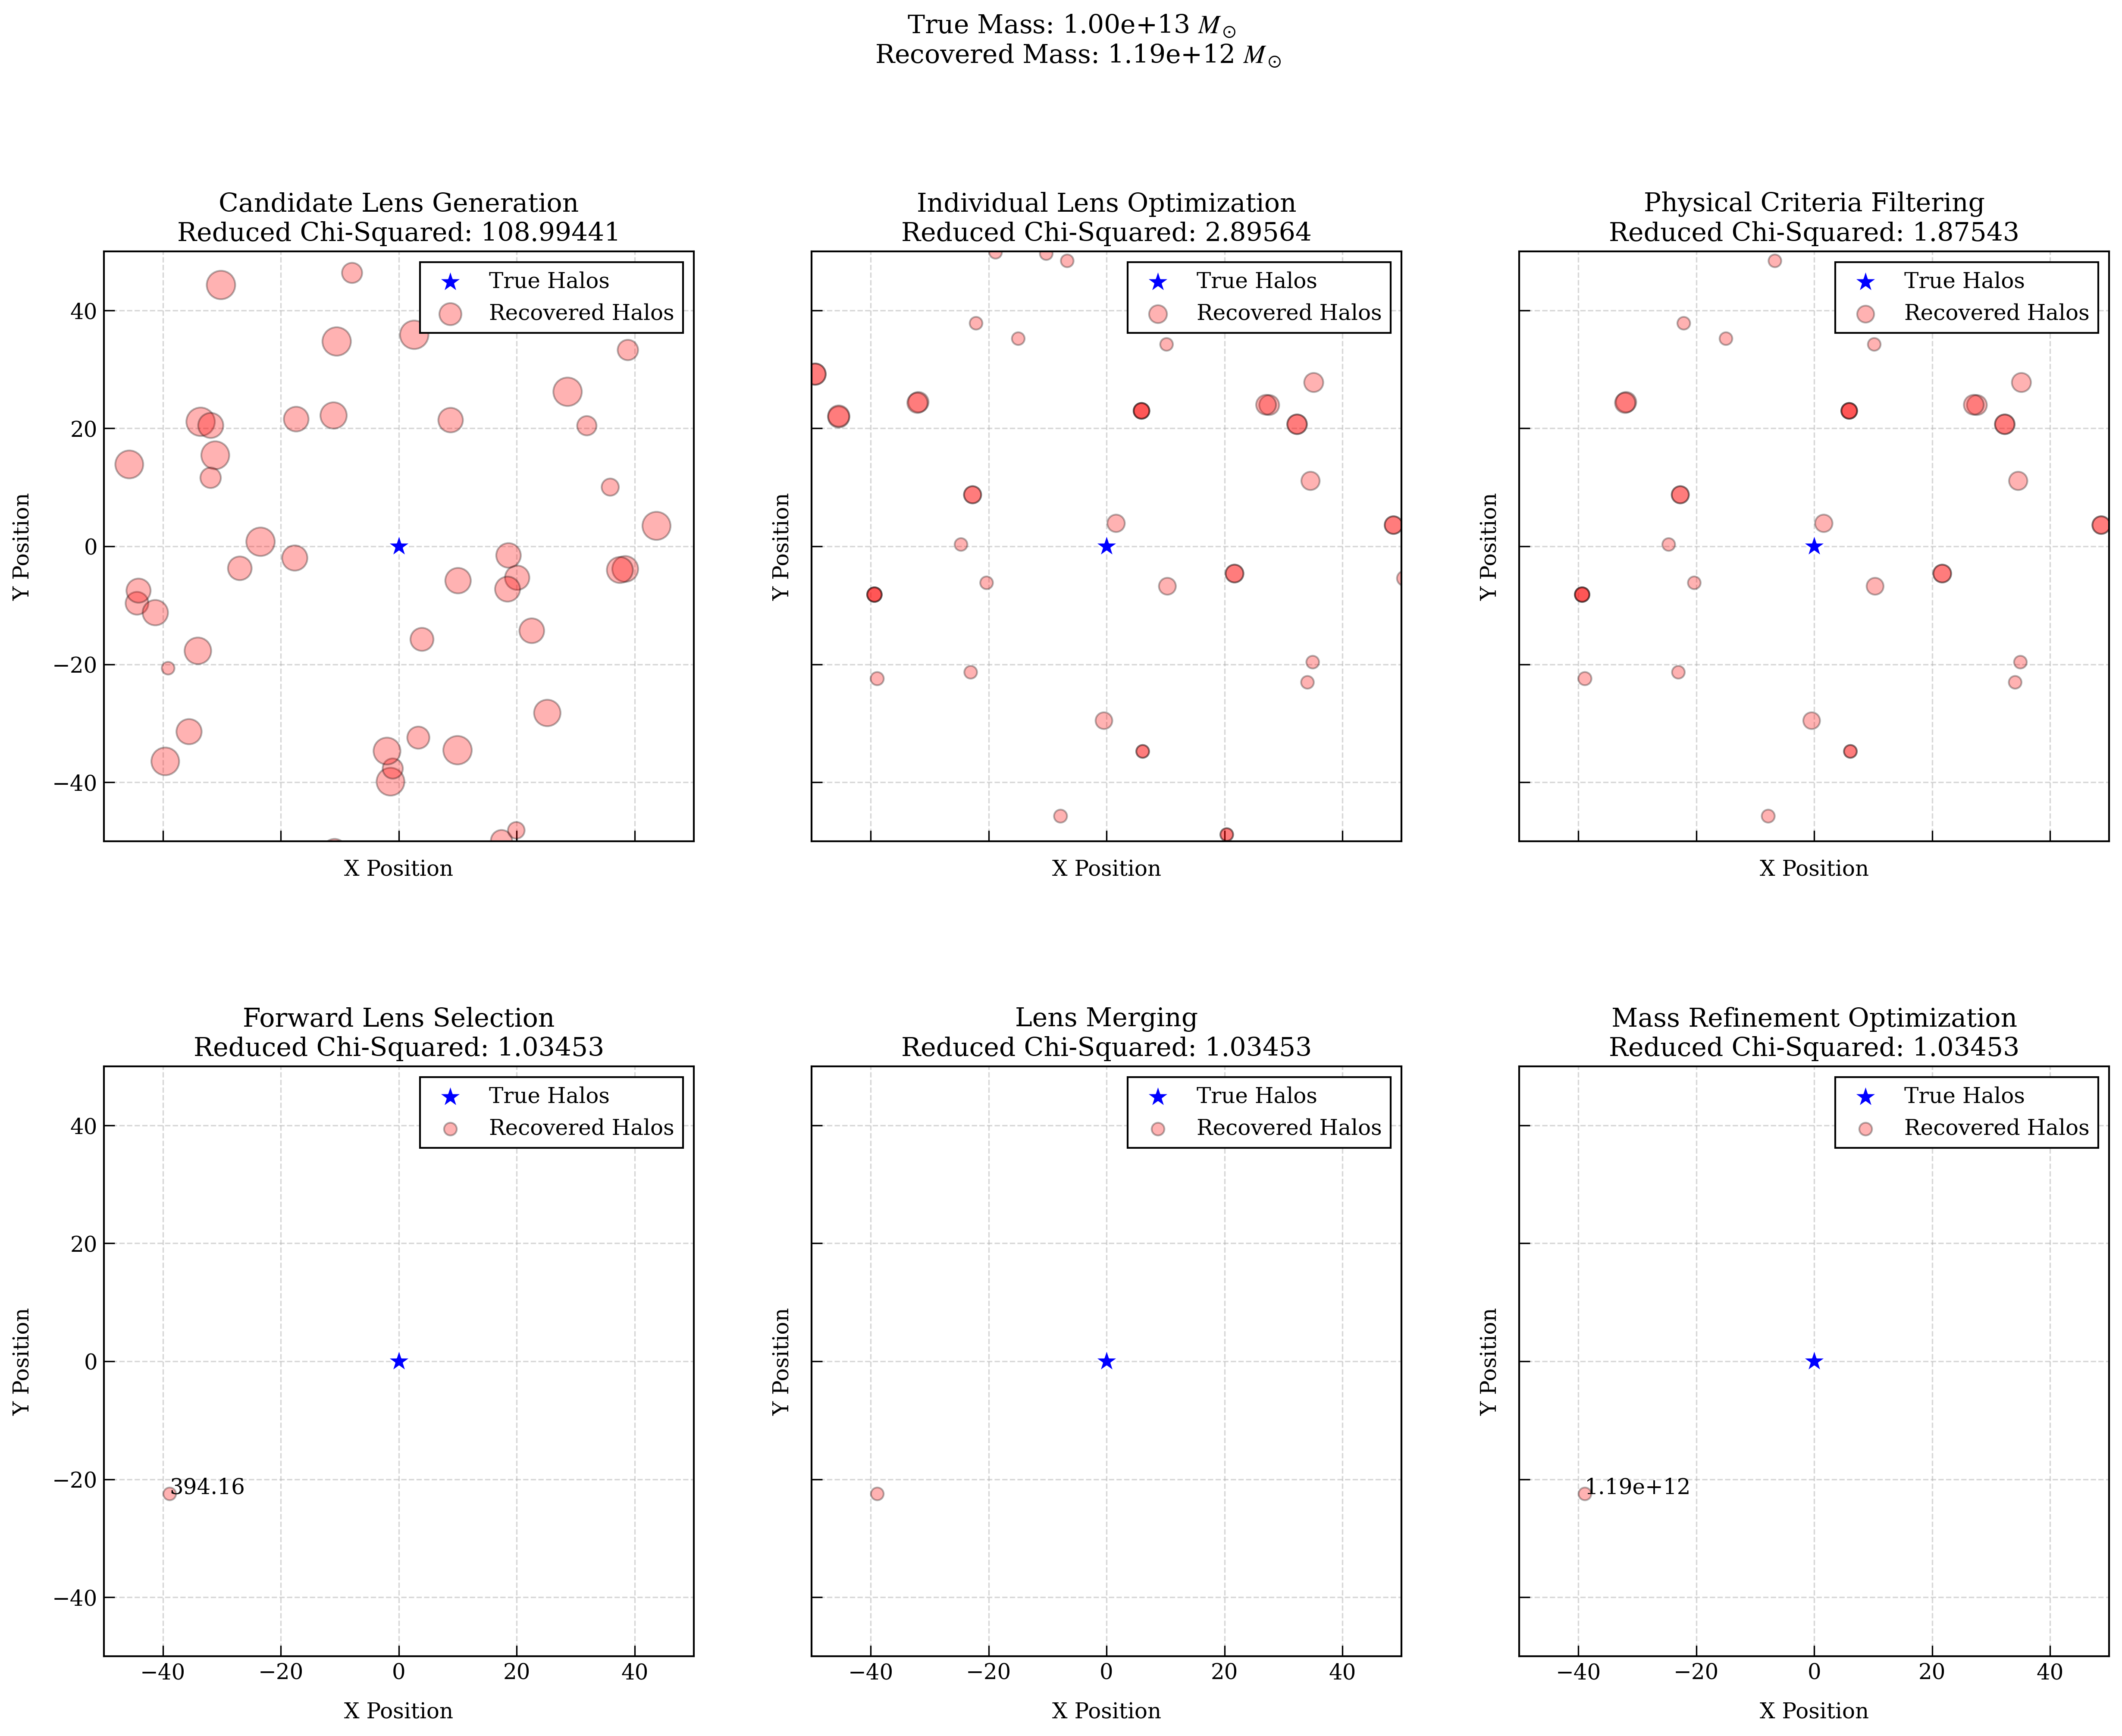 True Mass: 1.00e+13 M⊙
Recovered Mass: 1.19e+12 M⊙
Candidate Lens Generation
Reduced Chi-Squared: 108.99441
True Halos
Recovered Halos
40
20
0
−20
−40
Y Position
X Position
Individual Lens Optimization
Reduced Chi-Squared: 2.89564
True Halos
Recovered Halos
Y Position
X Position
Physical Criteria Filtering
Reduced Chi-Squared: 1.87543
True Halos
Recovered Halos
Y Position
X Position
Forward Lens Selection
Reduced Chi-Squared: 1.03453
True Halos
Recovered Halos
40
20
0
−20
−40
394.16
Y Position
−40 −20 0 20 40
X Position
Lens Merging
Reduced Chi-Squared: 1.03453
True Halos
Recovered Halos
Y Position
−40 −20 0 20 40
X Position
Mass Refinement Optimization
Reduced Chi-Squared: 1.03453
True Halos
Recovered Halos
1.19e+12
Y Position
−40 −20 0 20 40
X Position